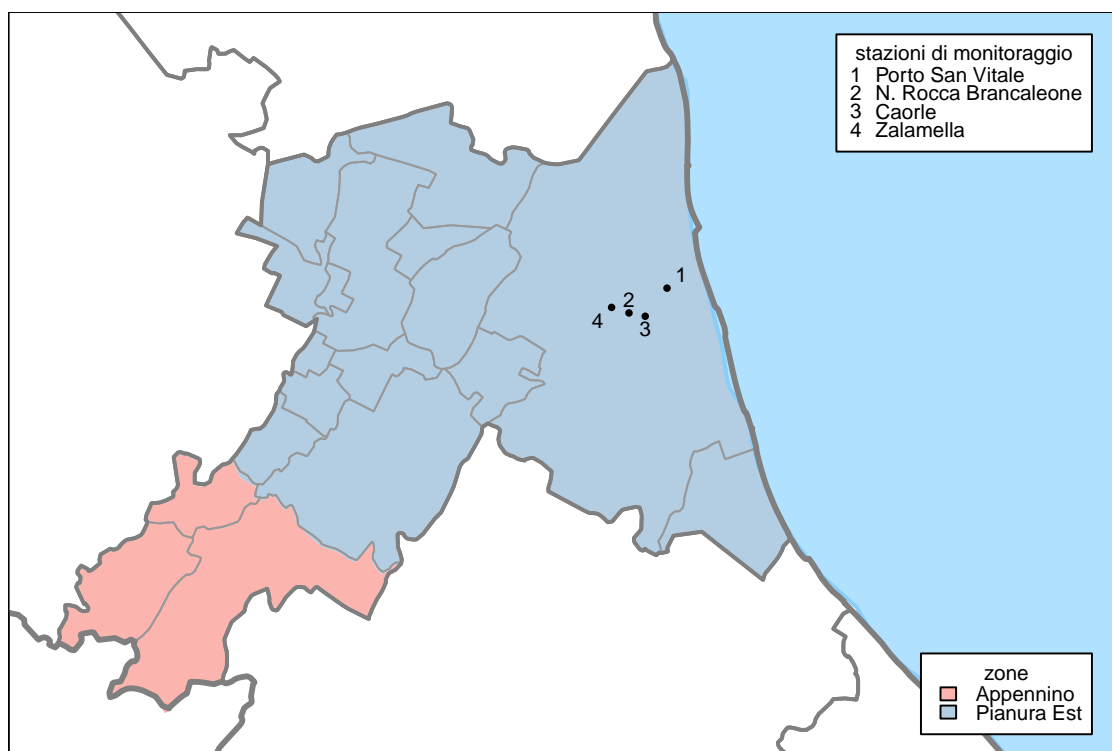 stazioni di monitoraggio
1 Porto San Vitale
2 N. Rocca Brancaleone
3 Caorle
4 Zalamella
1
2
4
3
zone
Appennino
Pianura Est